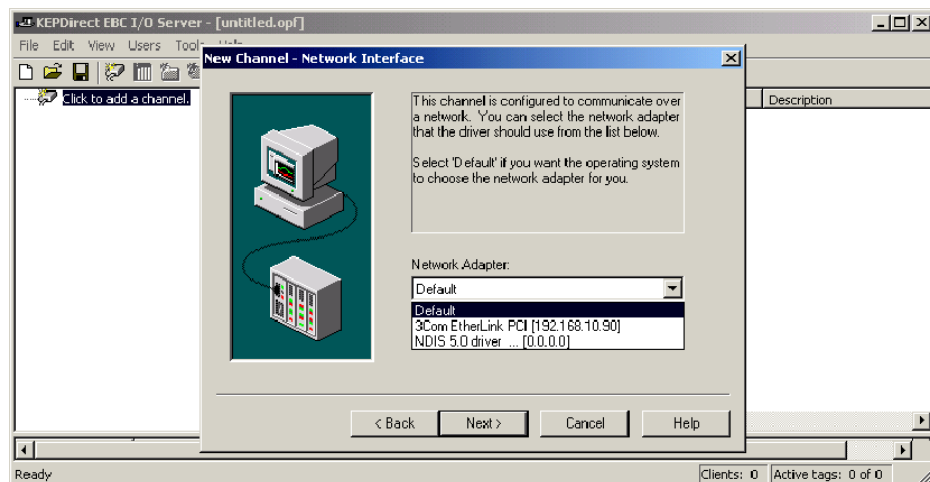 KEPDirect EBC I/O Server - [untitled.opf]
File Edit View Users
New Channel - Network Interface
Click to add a channel.
Description
This channel is configured to communicate over
a network. You can select the network adapter
that the driver should use from the list below.
Select 'Default' if you want the operating system
to choose the network adapter for you.
Network Adapter:
Default
Default
3Com EtherLink PCI [192.168.10.90]
NDIS 5.0 driver ... [0.0.0.0]
< Back Next > Cancel Help
Ready
Clients: 0 Active tags: 0 of 0